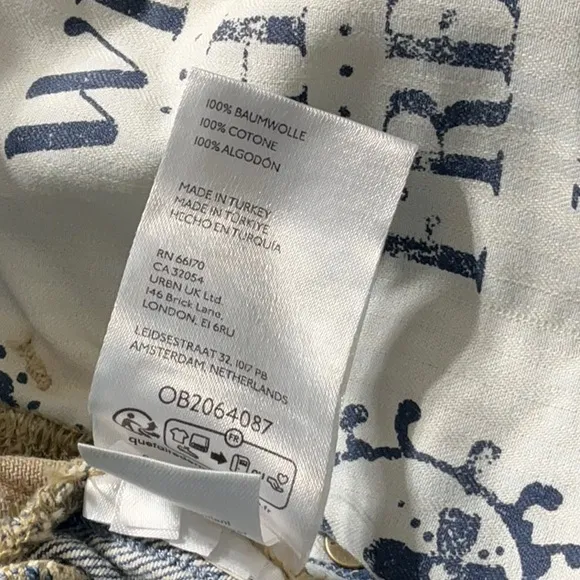 100% BAUMWOLLE
100% COTONE
100% ALGODÓN
MADE IN TURKEY
MADE IN TÜRKIYE
HECHO EN TURQUÍA
RN 66170
CA 32054
URBN UK Ltd.
146 Brick Lane,
LONDON, E1 6RU
LEIDSESTRAAT 32, 1017 PB
AMSTERDAM, NETHERLANDS
OB2064087
FR